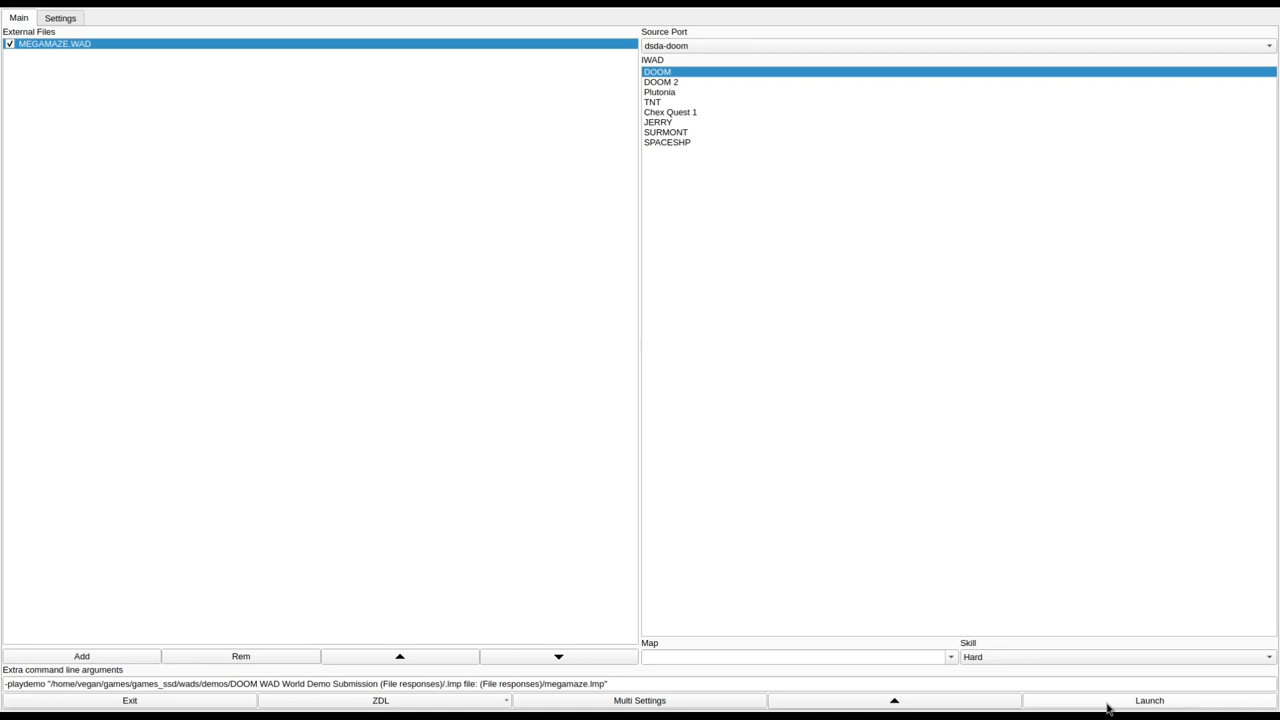 Main Settings
External Files
MEGAMAZE.WAD
Source Port
dsda-doom
IWAD
DOOM
DOOM 2
Plutonia
TNT
Chex Quest 1
JERRY
SURMONT
SPACESHP
Map Skill
Hard
Add Rem
Extra command line arguments
-playdemo "/home/vegan/games/games_ssd/wads/demos/DOOM WAD World Demo Submission (File responses)/.lmp file: (File responses)/megamaze.lmp"
Exit ZDL Multi Settings Launch